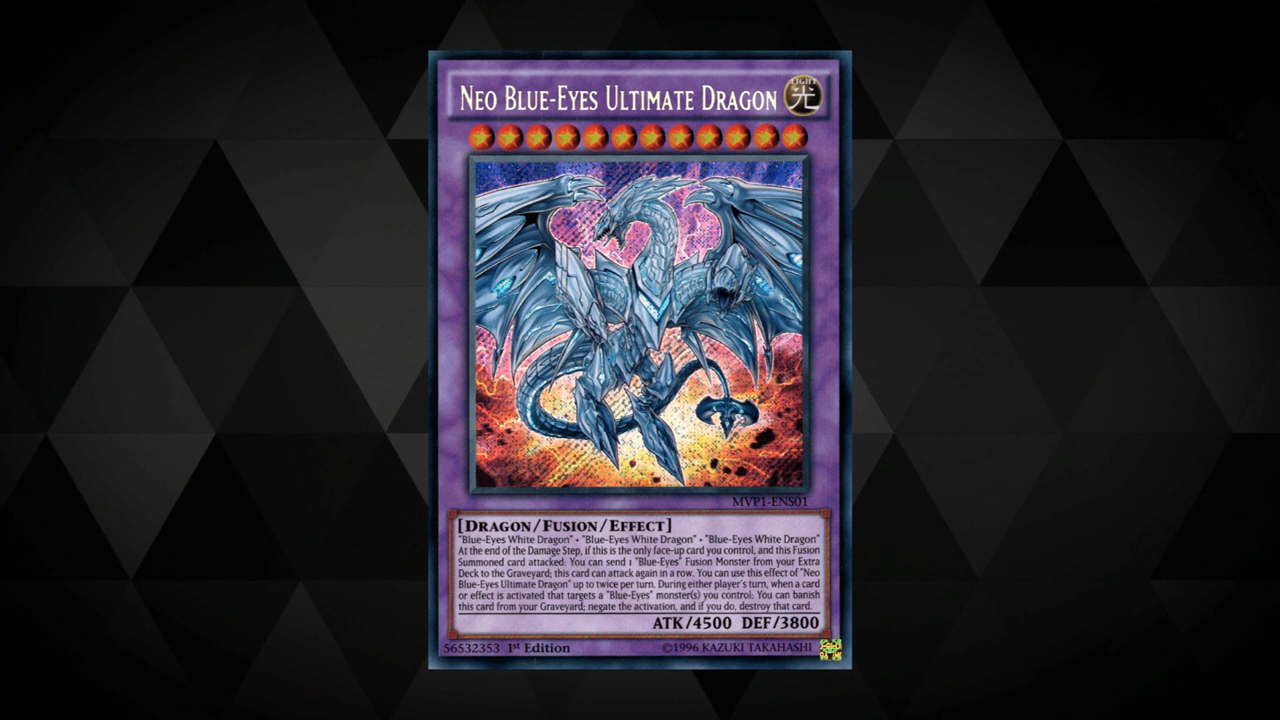 NEO BLUE-EYES ULTIMATE DRAGON
LIGHT
光
MVP1-ENS01
[DRAGON/FUSION/EFFECT]
"Blue-Eyes White Dragon" + "Blue-Eyes White Dragon" + "Blue-Eyes White Dragon"
At the end of the Damage Step, if this is the only face-up card you control, and this Fusion
Summoned card attacked: You can send 1 "Blue-Eyes" Fusion Monster from your Extra
Deck to the Graveyard; this card can attack again in a row. You can use this effect of "Neo
Blue-Eyes Ultimate Dragon" up to twice per turn. During either player's turn, when a card
or effect is activated that targets a "Blue-Eyes" monster(s) you control: You can banish
this card from your Graveyard; negate the activation, and if you do, destroy that card.
ATK/4500 DEF/3800
56532353 1st Edition
©1996 KAZUKI TAKAHASHI